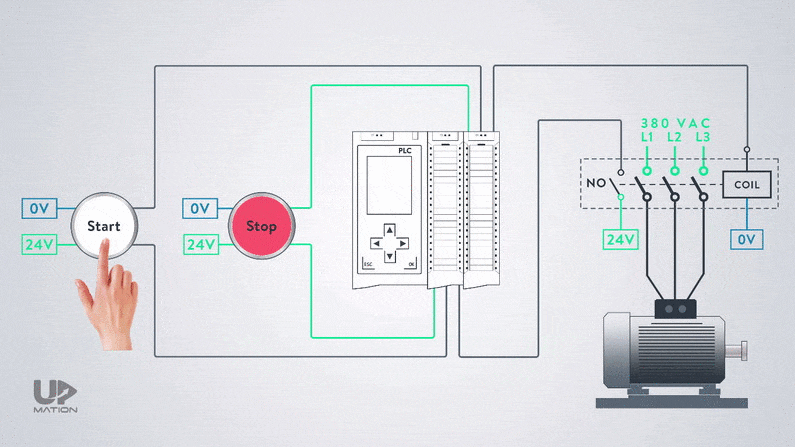 380 VAC
L1 L2 L3
PLC
NO
COIL
0V
Start
24V
0V
Stop
24V
24V
0V
ESC
OK
UP
MATION